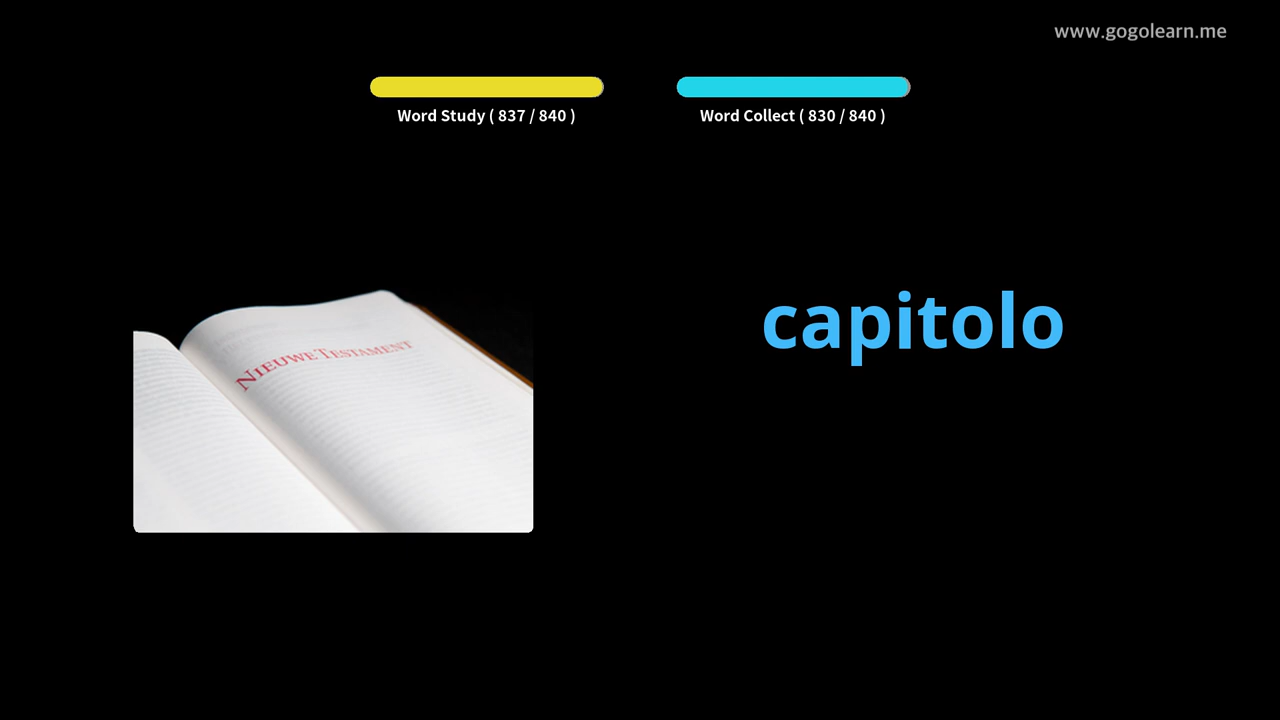 www.gogolearn.me
Word Study ( 837 / 840 )
Word Collect ( 830 / 840 )
capitolo
NIEUWE TESTAMENT